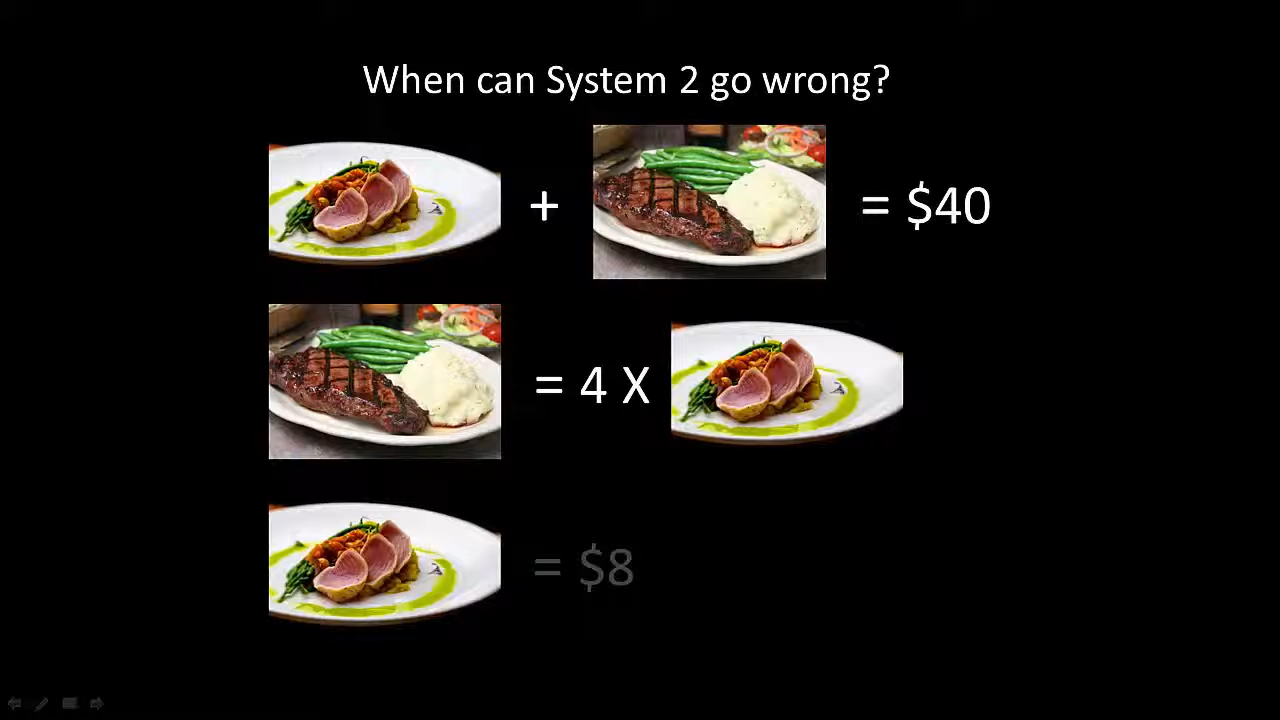 When can System 2 go wrong?
+ = $40
= 4 X
= $8